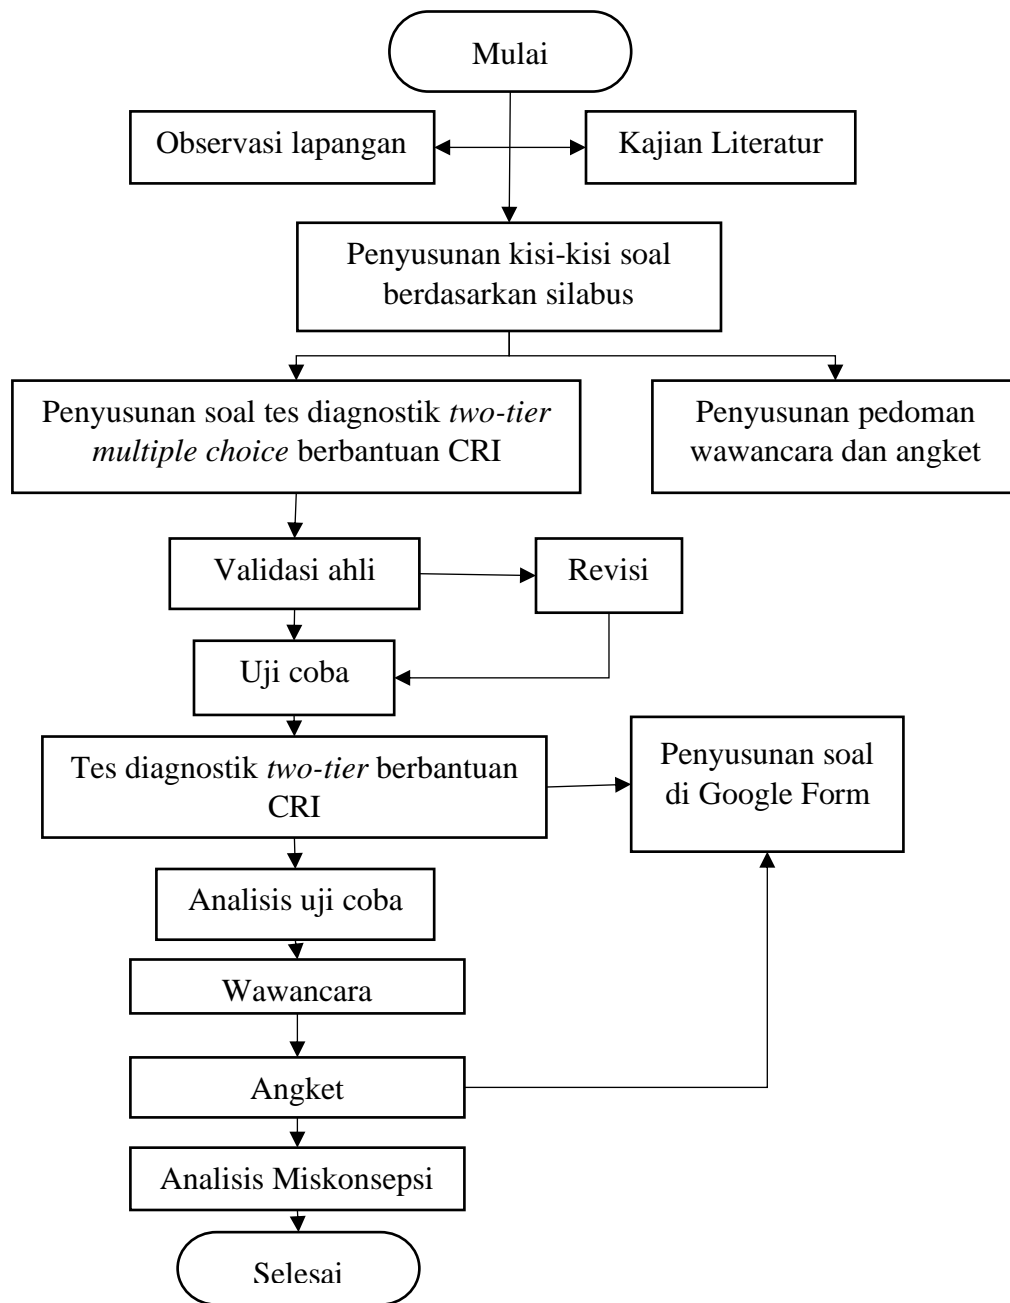 Mulai
Observasi lapangan
Kajian Literatur
Penyusunan kisi-kisi soal
berdasarkan silabus
Penyusunan soal tes diagnostik two-tier
multiple choice berbantuan CRI
Penyusunan pedoman
wawancara dan angket
Validasi ahli
Revisi
Uji coba
Tes diagnostik two-tier berbantuan
CRI
Penyusunan soal
di Google Form
Analisis uji coba
Wawancara
Angket
Analisis Miskonsepsi
Selesai